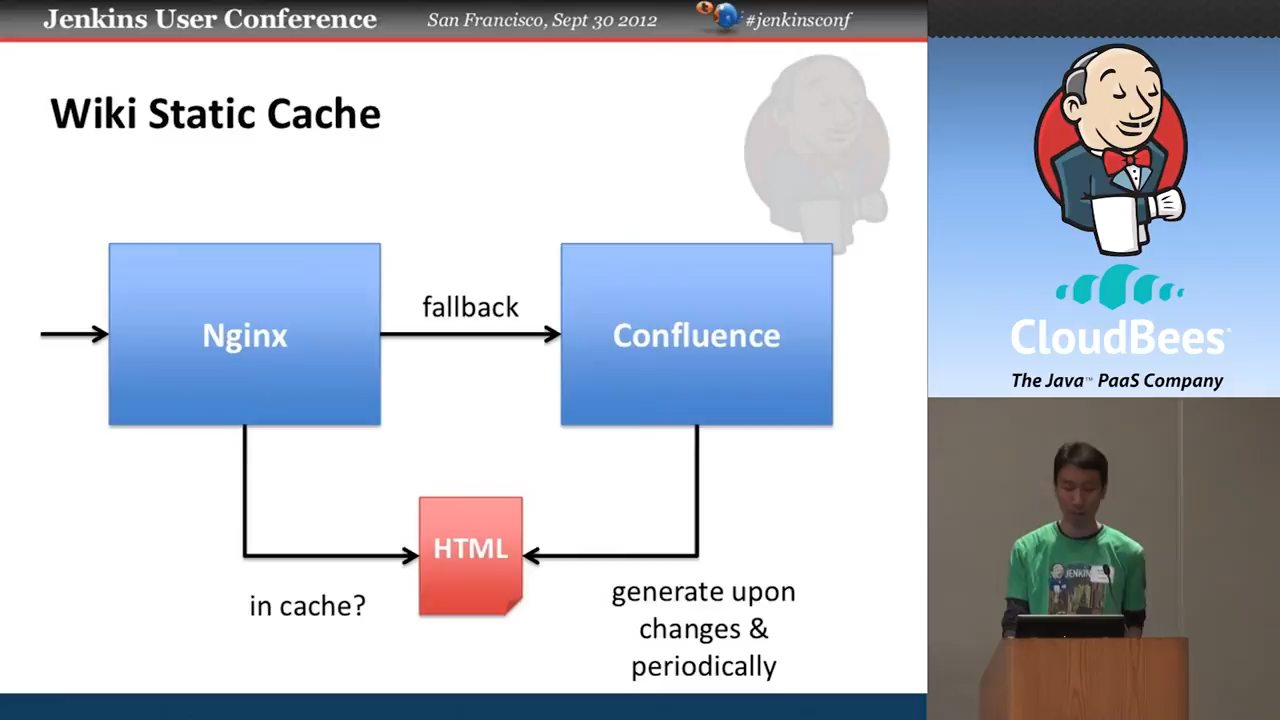 Jenkins User Conference
San Francisco, Sept 30 2012
#jenkinsconf
Wiki Static Cache
Nginx
fallback
Confluence
HTML
in cache?
generate upon
changes &
periodically
CloudBees
The Java™ PaaS Company
JENKINS